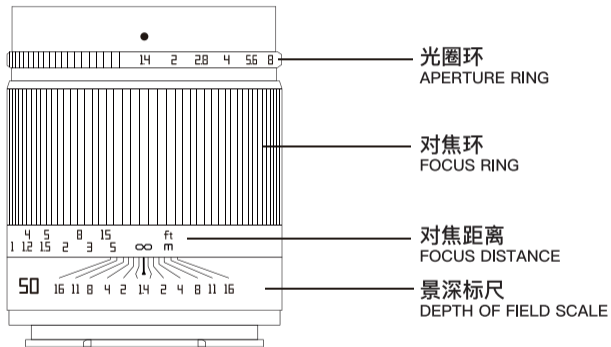 1.4 2 2.8 4 5.6 8
光圈环
APERTURE RING
对焦环
FOCUS RING
4 5 8 15 ft
1 1.2 1.5 2 3 5 ∞ m
对焦距离
FOCUS DISTANCE
50 16 11 8 4 2 1.4 2 4 8 11 16
景深标尺
DEPTH OF FIELD SCALE